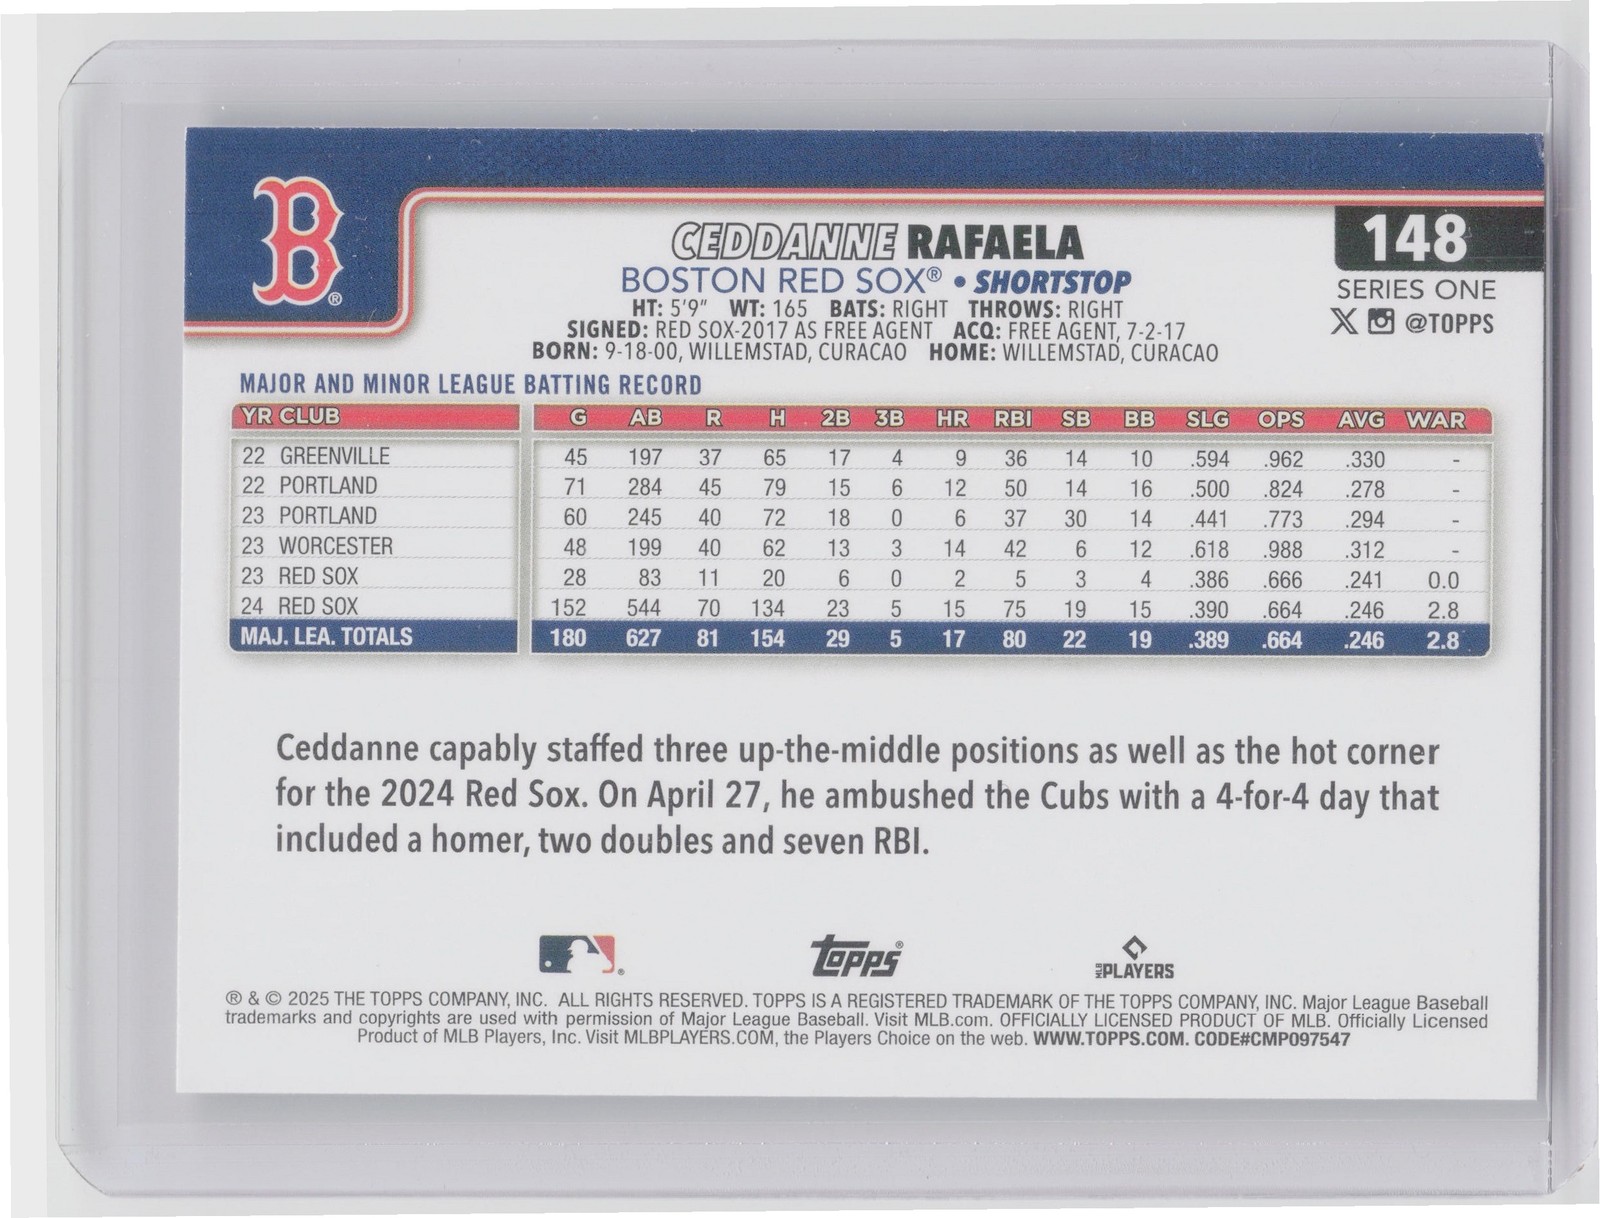 B®
CEDDANNE RAFAELA
148
BOSTON RED SOX® • SHORTSTOP
SERIES ONE
HT: 5'9" WT: 165 BATS: RIGHT THROWS: RIGHT
X @TOPPS
SIGNED: RED SOX-2017 AS FREE AGENT ACQ: FREE AGENT, 7-2-17
BORN: 9-18-00, WILLEMSTAD, CURACAO HOME: WILLEMSTAD, CURACAO
MAJOR AND MINOR LEAGUE BATTING RECORD
YR CLUB G AB R H 2B 3B HR RBI SB BB SLG OPS AVG WAR
22 GREENVILLE 45 197 37 65 17 4 9 36 14 10 .594 .962 .330 -
22 PORTLAND 71 284 45 79 15 6 12 50 14 16 .500 .824 .278 -
23 PORTLAND 60 245 40 72 18 0 6 37 30 14 .441 .773 .294 -
23 WORCESTER 48 199 40 62 13 3 14 42 6 12 .618 .988 .312 -
23 RED SOX 28 83 11 20 6 0 2 5 3 4 .386 .666 .241 0.0
24 RED SOX 152 544 70 134 23 5 15 75 19 15 .390 .664 .246 2.8
MAJ. LEA. TOTALS 180 627 81 154 29 5 17 80 22 19 .389 .664 .246 2.8
Ceddanne capably staffed three up-the-middle positions as well as the hot corner
for the 2024 Red Sox. On April 27, he ambushed the Cubs with a 4-for-4 day that
included a homer, two doubles and seven RBI.
® Topps® MLB PLAYERS
® & © 2025 THE TOPPS COMPANY, INC. ALL RIGHTS RESERVED. TOPPS IS A REGISTERED TRADEMARK OF THE TOPPS COMPANY, INC. Major League Baseball
trademarks and copyrights are used with permission of Major League Baseball. Visit MLB.com. OFFICIALLY LICENSED PRODUCT OF MLB. Officially Licensed
Product of MLB Players, Inc. Visit MLBPLAYERS.COM, the Players Choice on the web. WWW.TOPPS.COM. CODE#CMP097547